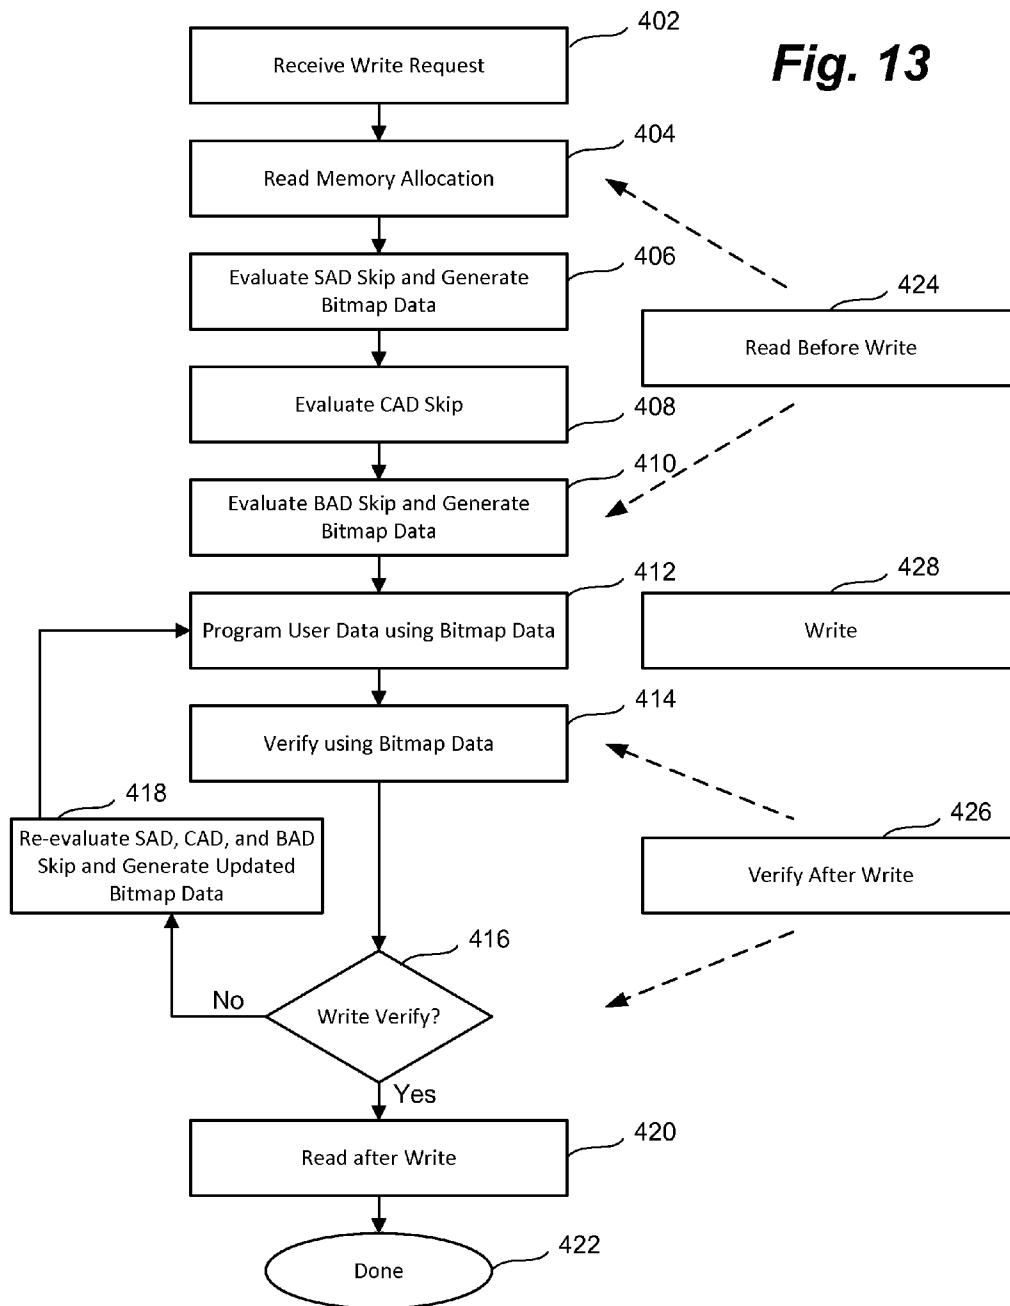 402
Fig. 13
Receive Write Request
404
Read Memory Allocation
406
Evaluate SAD Skip and Generate
Bitmap Data
424
Read Before Write
Evaluate CAD Skip
408
410
Evaluate BAD Skip and Generate
Bitmap Data
412
428
Program User Data using Bitmap Data
Write
414
Verify using Bitmap Data
418
Re-evaluate SAD, CAD, and BAD
Skip and Generate Updated
Bitmap Data
426
Verify After Write
416
No
Write Verify?
Yes
420
Read after Write
422
Done